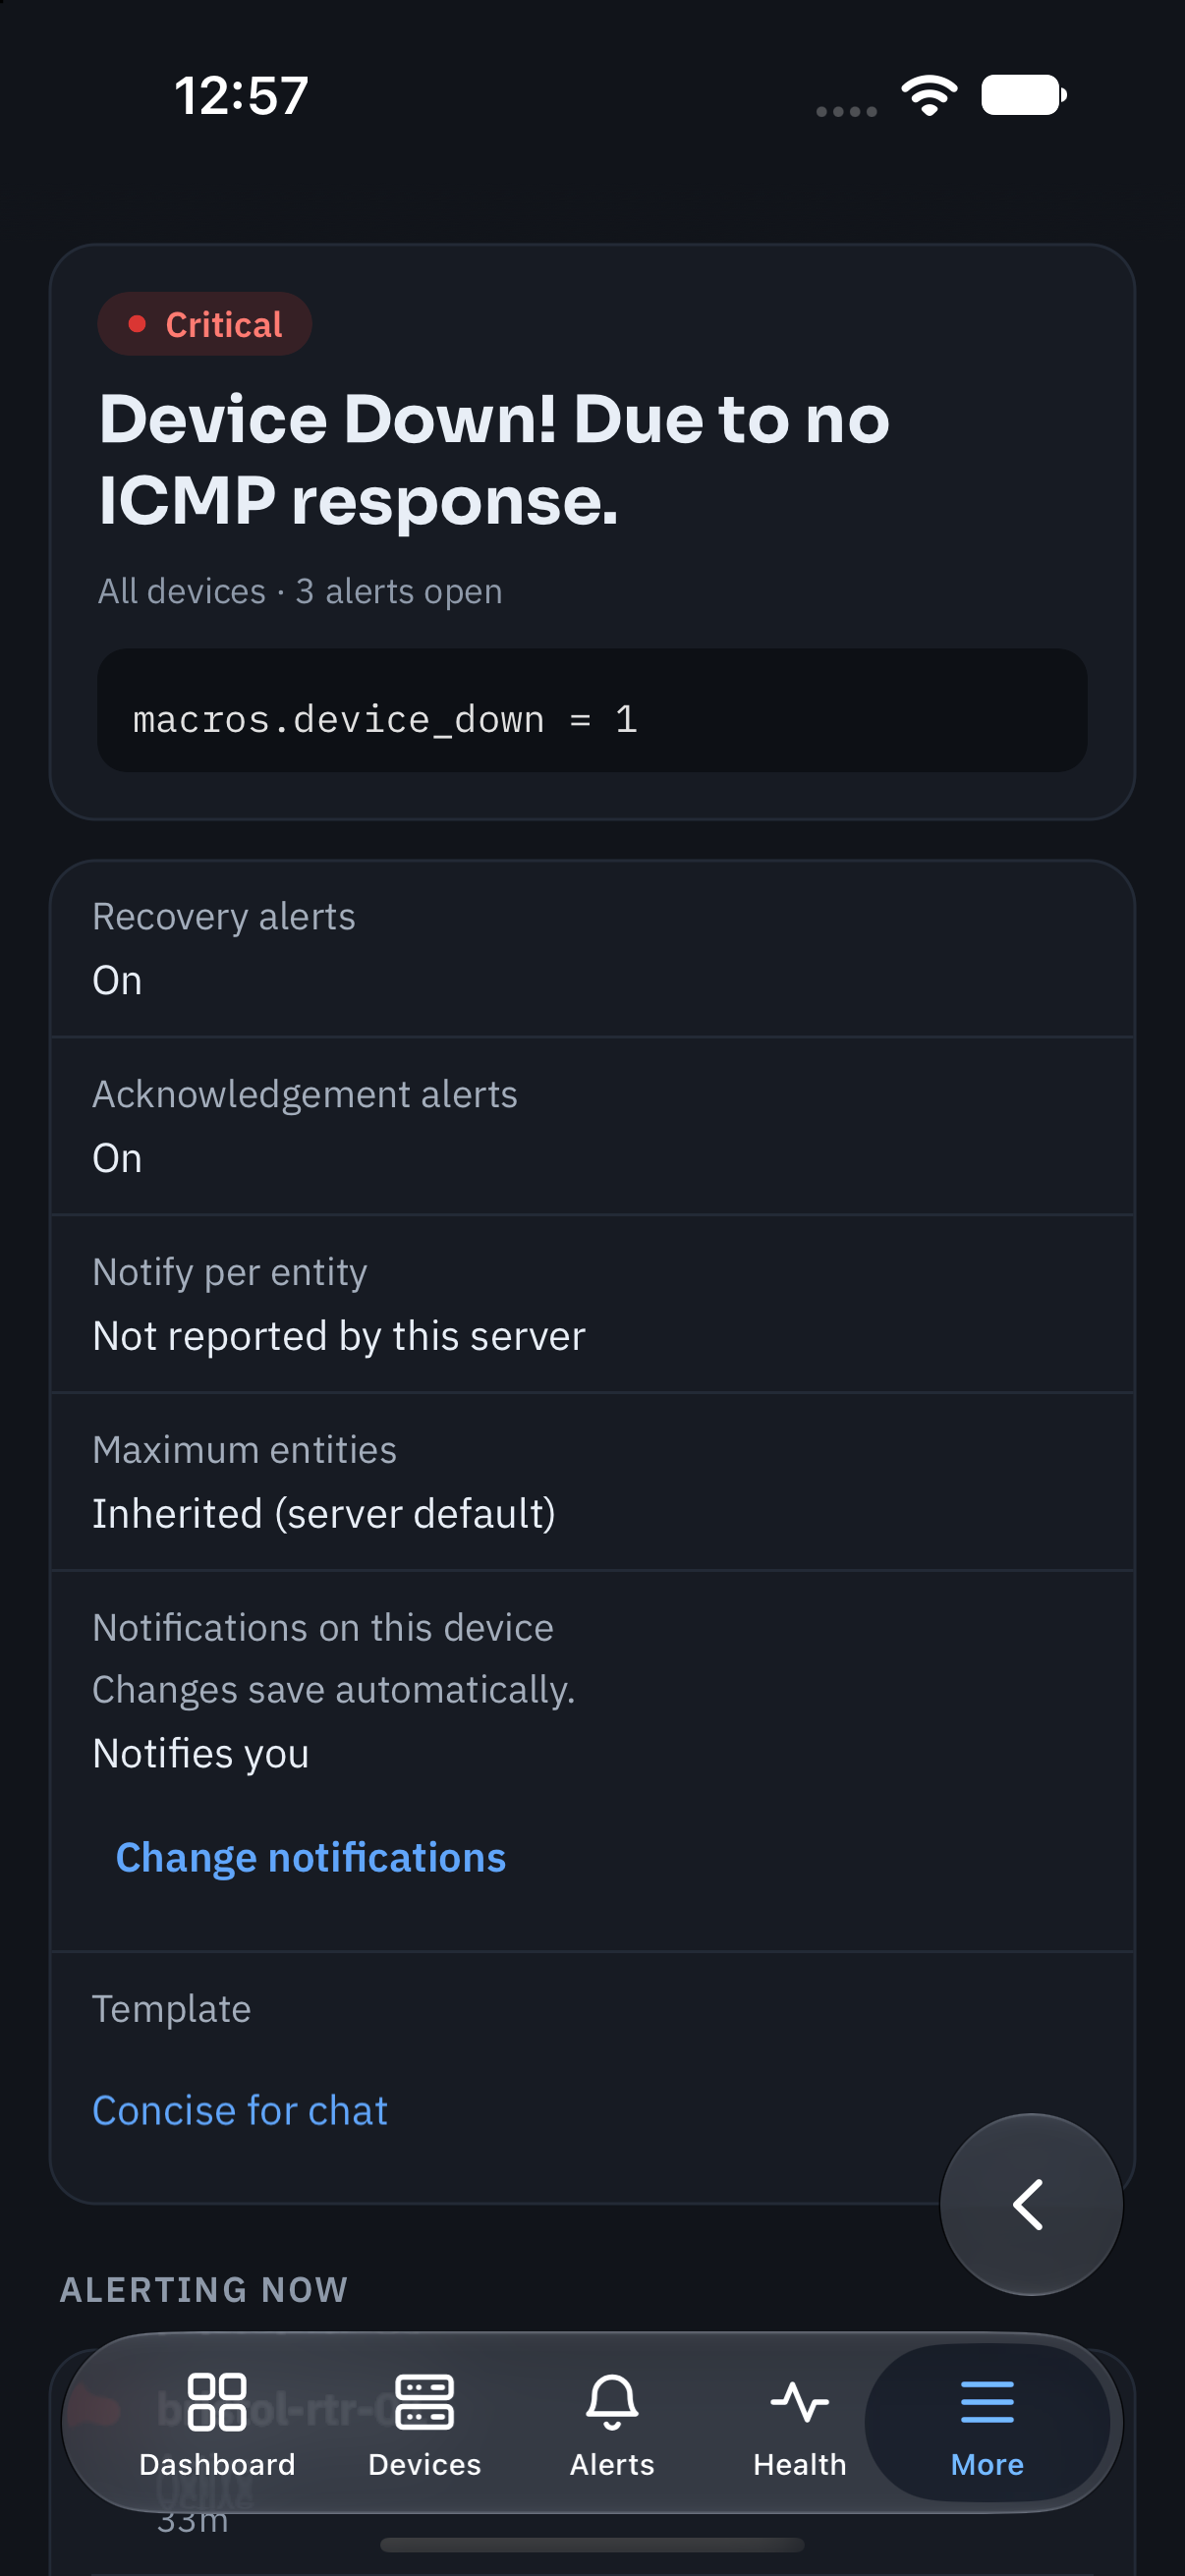 12:57
Critical
Device Down! Due to no
ICMP response.
All devices · 3 alerts open
macros.device_down = 1
Recovery alerts
On
Acknowledgement alerts
On
Notify per entity
Not reported by this server
Maximum entities
Inherited (server default)
Notifications on this device
Changes save automatically.
Notifies you
Change notifications
Template
Concise for chat
ALERTING NOW
Dashboard
Devices
Alerts
Health
More
33m